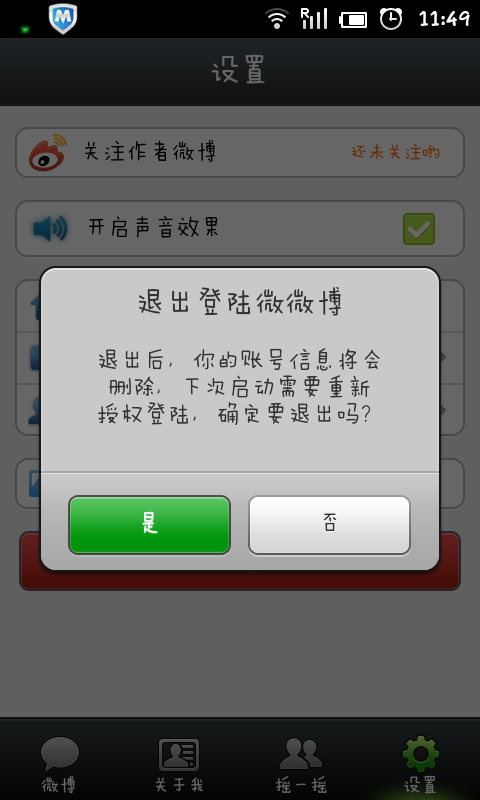 R 11:49
设置
关注作者微博 还未关注哟
开启声音效果
退出登陆微微博
退出后，你的账号信息将会
删除，下次启动需要重新
授权登陆，确定要退出吗？
是 否
微博 关于我 摇一摇 设置